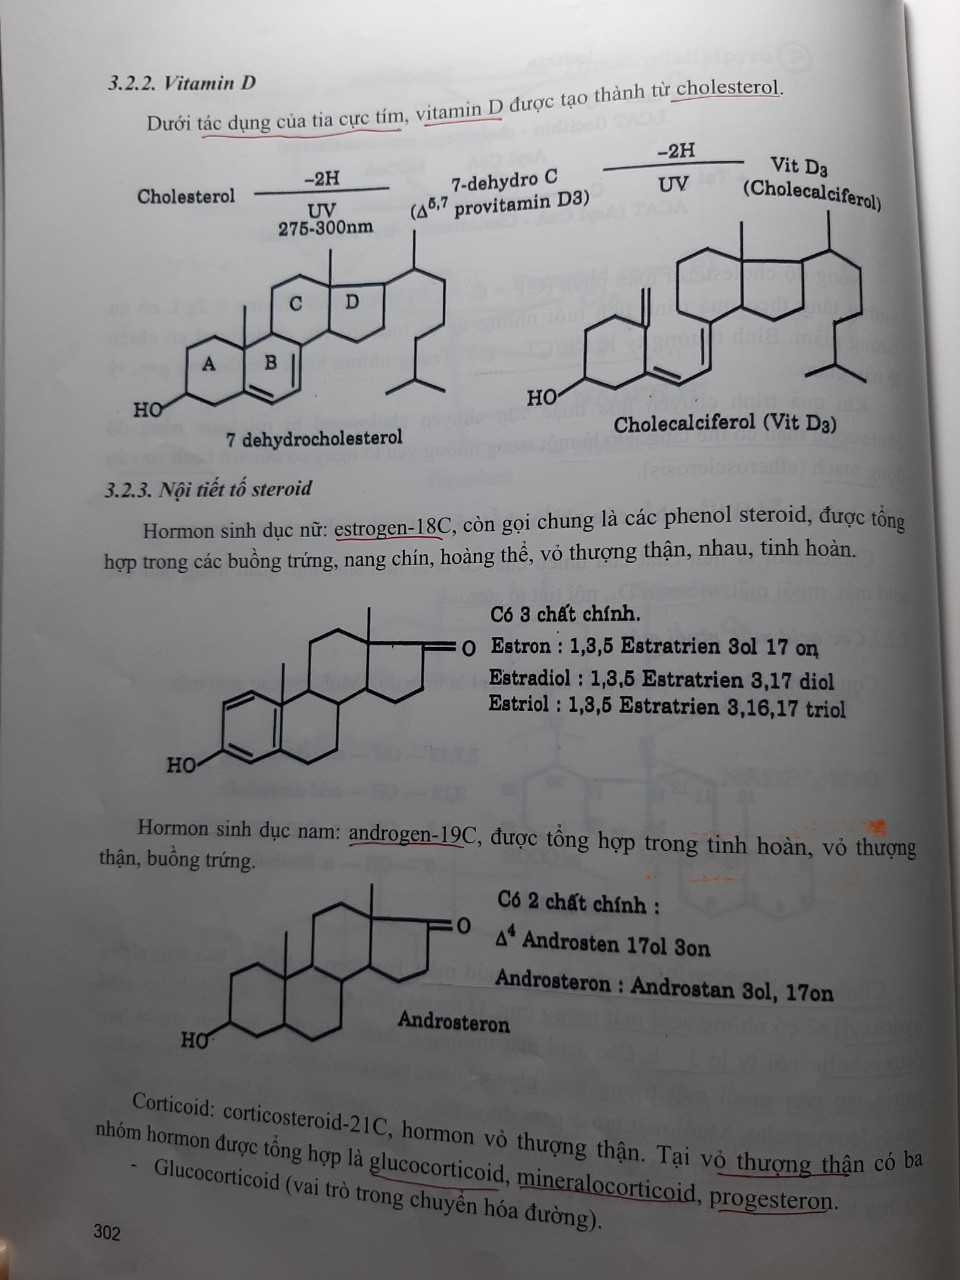 3.2.2. Vitamin D
Dưới tác dụng của tia cực tím, vitamin D được tạo thành từ cholesterol.
Cholesterol
-2H
UV
275-300nm
7-dehydro C
(Δ5,7 provitamin D3)
-2H
UV
Vit D3
(Cholecalciferol)
C
D
A
B
HO
7 dehydrocholesterol
HO
Cholecalciferol (Vit D3)
3.2.3. Nội tiết tố steroid
Hormon sinh dục nữ: estrogen-18C, còn gọi chung là các phenol steroid, được tổng
hợp trong các buồng trứng, nang chín, hoàng thể, vỏ thượng thận, nhau, tinh hoàn.
O
HO
Có 3 chất chính.
Estron : 1,3,5 Estratrien 3ol 17 on
Estradiol : 1,3,5 Estratrien 3,17 diol
Estriol : 1,3,5 Estratrien 3,16,17 triol
Hormon sinh dục nam: androgen-19C, được tổng hợp trong tinh hoàn, vỏ thượng
thận, buồng trứng.
O
HO
Androsteron
Có 2 chất chính :
Δ4 Androsten 17ol 3on
Androsteron : Androstan 3ol, 17on
Corticoid: corticosteroid-21C, hormon vỏ thượng thận. Tại vỏ thượng thận có ba
nhóm hormon được tổng hợp là glucocorticoid, mineralocorticoid, progesteron.
- Glucocorticoid (vai trò trong chuyển hóa đường).
302